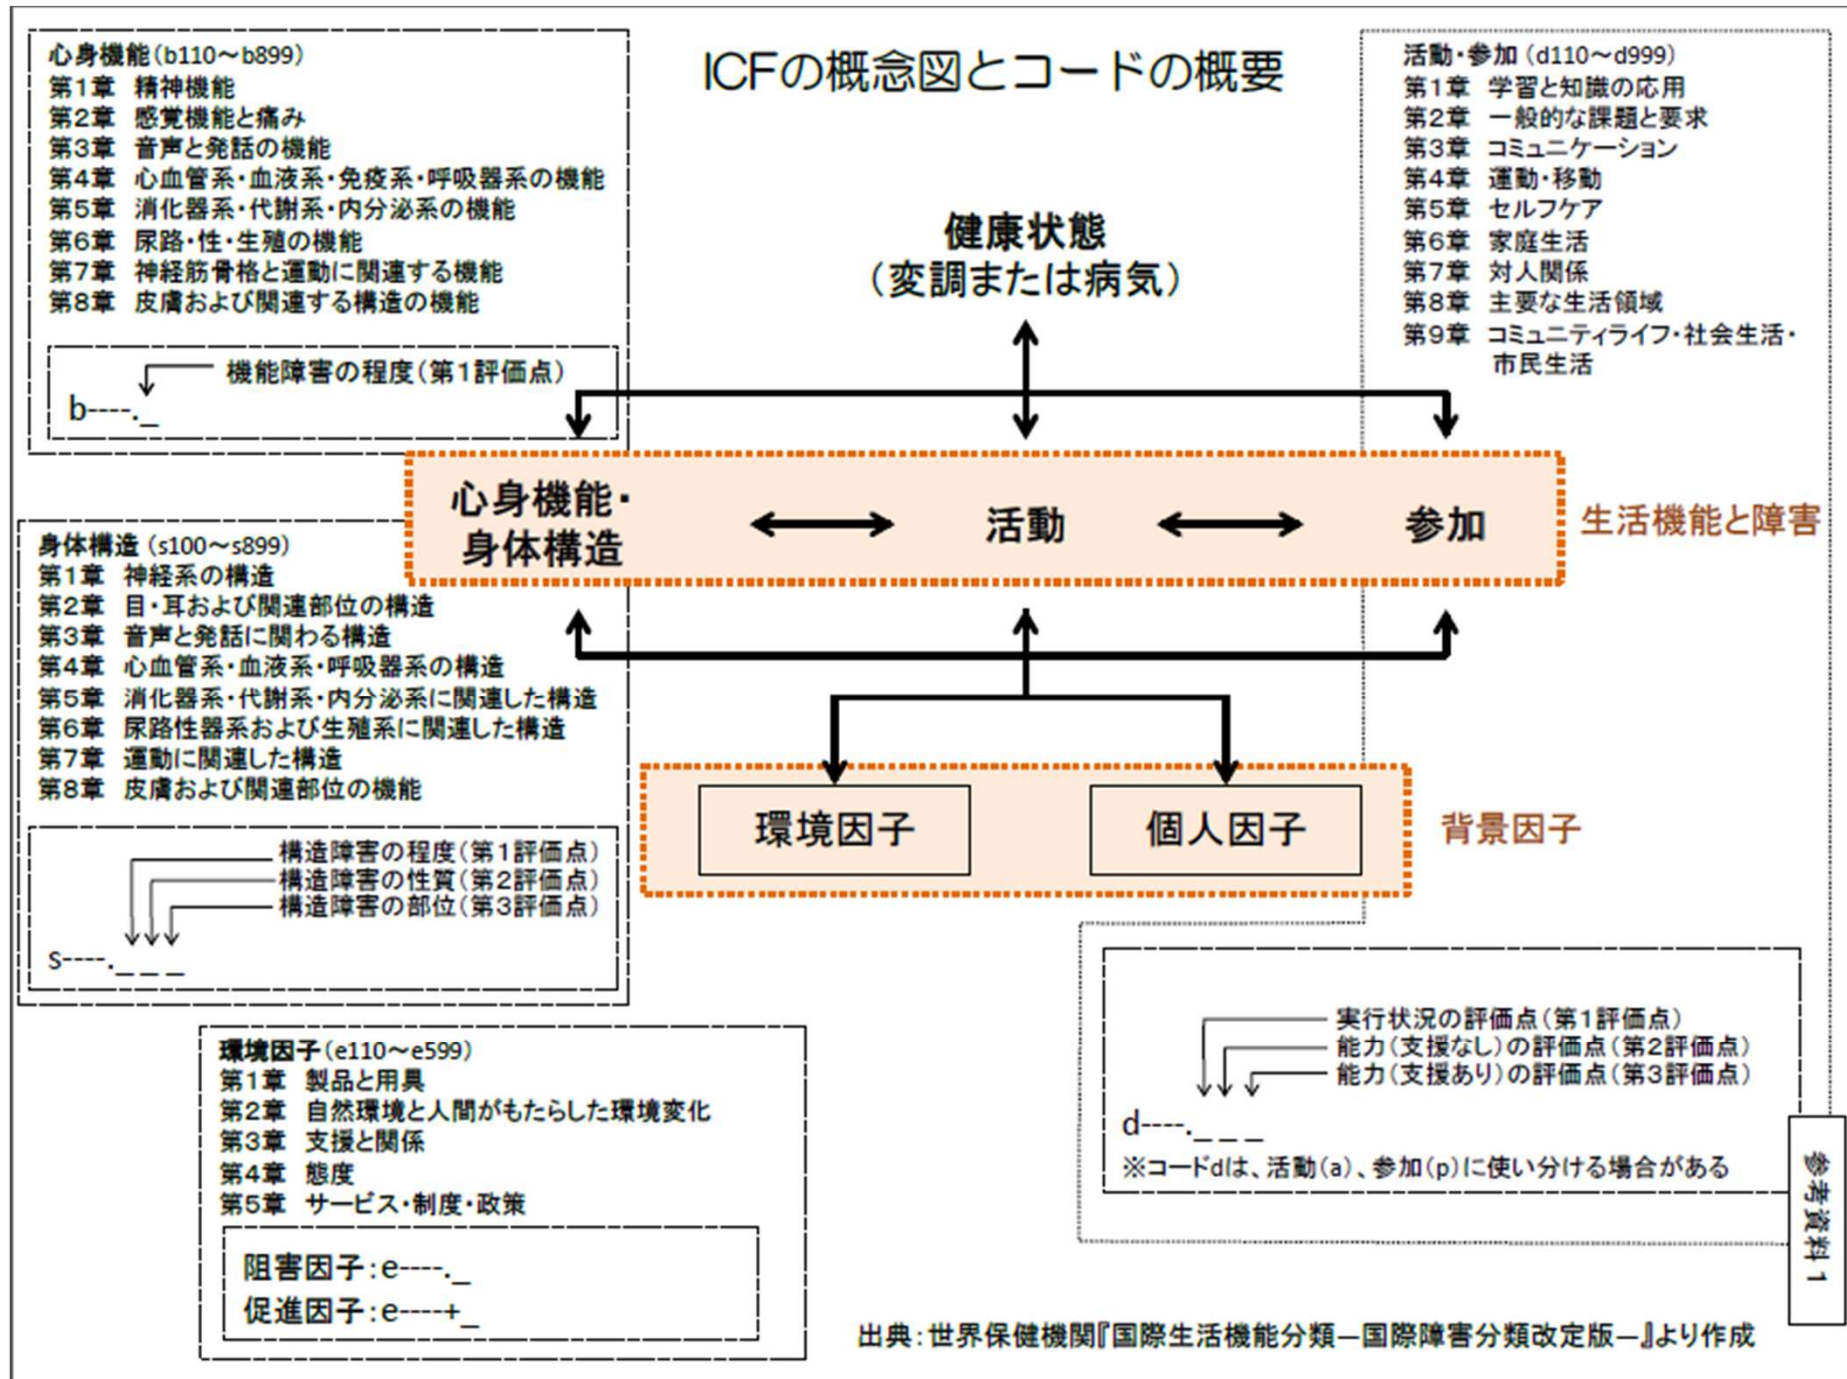 ICFの概念図とコードの概要
心身機能(b110～b899)
第1章 精神機能
第2章 感覚機能と痛み
第3章 音声と発話の機能
第4章 心血管系・血液系・免疫系・呼吸器系の機能
第5章 消化器系・代謝系・内分泌系の機能
第6章 尿路・性・生殖の機能
第7章 神経筋骨格と運動に関連する機能
第8章 皮膚および関連する構造の機能
機能障害の程度(第1評価点)
b----._
活動・参加(d110～d999)
第1章 学習と知識の応用
第2章 一般的な課題と要求
第3章 コミュニケーション
第4章 運動・移動
第5章 セルフケア
第6章 家庭生活
第7章 対人関係
第8章 主要な生活領域
第9章 コミュニティライフ・社会生活・
市民生活
健康状態
(変調または病気)
心身機能・
身体構造
活動
参加
生活機能と障害
身体構造(s100～s899)
第1章 神経系の構造
第2章 目・耳および関連部位の構造
第3章 音声と発話に関わる構造
第4章 心血管系・血液系・呼吸器系の構造
第5章 消化器系・代謝系・内分泌系に関連した構造
第6章 尿路性器系および生殖系に関連した構造
第7章 運動に関連した構造
第8章 皮膚および関連部位の機能
構造障害の程度(第1評価点)
構造障害の性質(第2評価点)
構造障害の部位(第3評価点)
s----._ _ _
環境因子
個人因子
背景因子
環境因子(e110～e599)
第1章 製品と用具
第2章 自然環境と人間がもたらした環境変化
第3章 支援と関係
第4章 態度
第5章 サービス・制度・政策
阻害因子:e----._
促進因子:e----+_
実行状況の評価点(第1評価点)
能力(支援なし)の評価点(第2評価点)
能力(支援あり)の評価点(第3評価点)
d----._ _ _
※コードdは、活動(a)、参加(p)に使い分ける場合がある
参考資料1
出典:世界保健機関『国際生活機能分類―国際障害分類改定版―』より作成